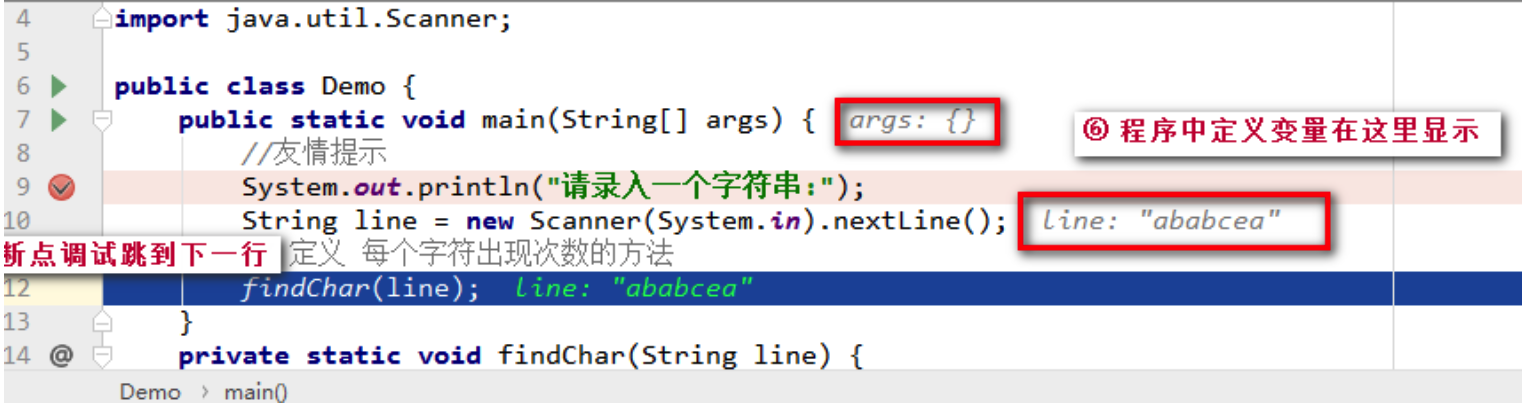 4 import java.util.Scanner;
5
6 public class Demo {
7 public static void main(String[] args) { args: {}
⑥ 程序中定义变量在这里显示
8 //友情提示
9 System.out.println("请录入一个字符串:");
10 String line = new Scanner(System.in).nextLine(); line: "ababcea"
断点调试跳到下一行 定义 每个字符出现次数的方法
12 findChar(line); line: "ababcea"
13 }
14 @ private static void findChar(String line) {
Demo › main()